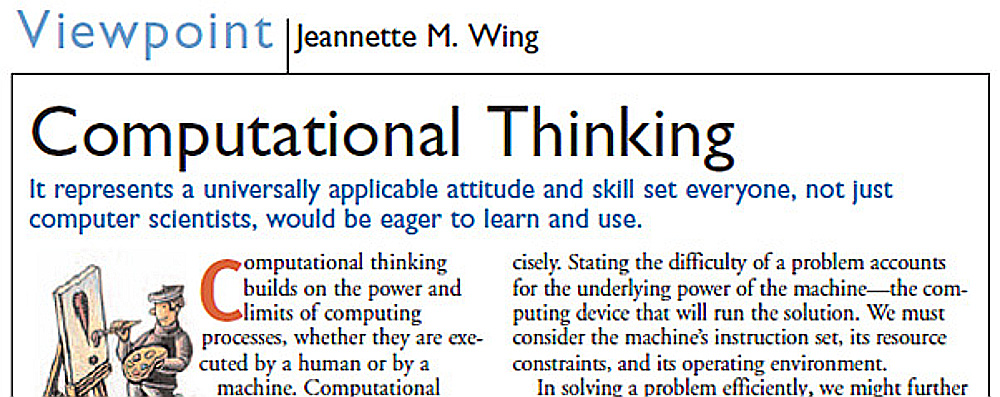 Viewpoint
Jeannette M. Wing
Computational Thinking
It represents a universally applicable attitude and skill set everyone, not just
computer scientists, would be eager to learn and use.
Computational thinking
builds on the power and
limits of computing
processes, whether they are exe-
cuted by a human or by a
machine. Computational
cisely. Stating the difficulty of a problem accounts
for the underlying power of the machine—the com-
puting device that will run the solution. We must
consider the machine's instruction set, its resource
constraints, and its operating environment.
In solving a problem efficiently, we might further